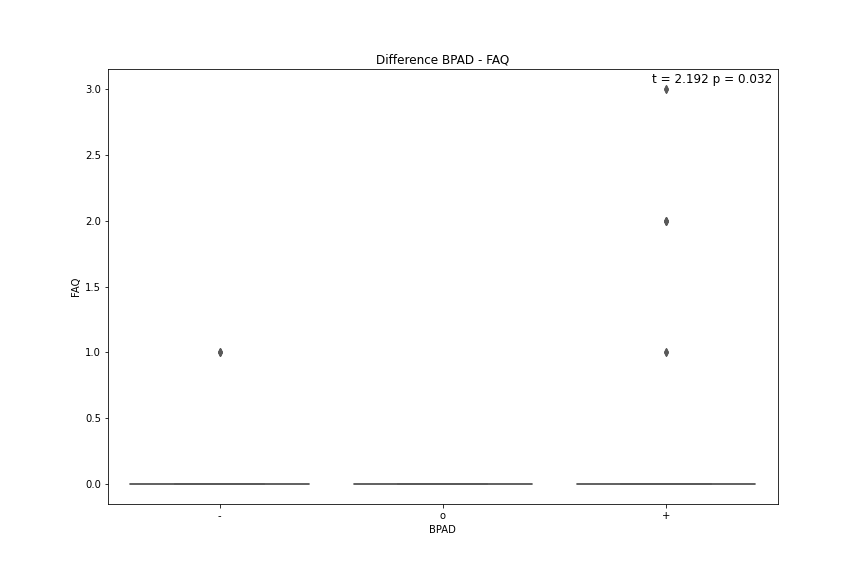 Difference BPAD - FAQ
t = 2.192 p = 0.032
3.0
2.5
2.0
1.5
1.0
0.5
0.0
FAQ
-
o
+
BPAD